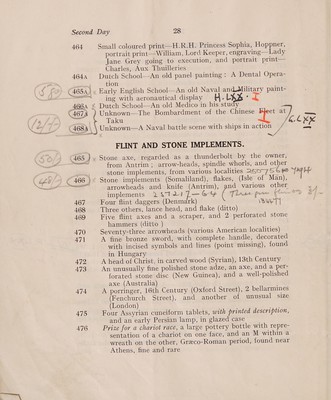 Second Day 28
464 Small coloured print—H.R.H. Princess Sophia, Hoppner,
portrait print—William, Lord Keeper, engraving—Lady
Jane Grey going to execution, and portrait print—
Charles, Aux Thuilleries
464A Dutch School—An old panel painting: A Dental Opera-
tion
465A Early English School—An old Naval and Military paint-
ing with aeronautical display H.LXX. I
466A Dutch School—An old Medico in his study
467A Unknown—The Bombardment of the Chinese Fleet at
Taku
468A Unknown—A Naval battle scene with ships in action
FLINT AND STONE IMPLEMENTS.
465 Stone axe, regarded as a thunderbolt by the owner,
from Antrim; arrow-heads, spindle whorls, and other
stone implements, from various localities
466 Stone implements (Somaliland), flakes, (Isle of Man),
arrowheads and knife (Antrim), and various other
implements
467 Four flint daggers (Denmark)
468 Three others, lance head, and flake (ditto)
469 Five flint axes and a scraper, and 2 perforated stone
hammers (ditto)
470 Seventy-three arrowheads (various American localities)
471 A fine bronze sword, with complete handle, decorated
with incised symbols and lines (point missing), found
in Hungary
472 A head of Christ, in carved wood (Syrian), 13th Century
473 An unusually fine polished stone adze, an axe, and a per-
forated stone disc (New Guinea), and a well-polished
axe (Australia)
474 A porringer, 16th Century (Oxford Street), 2 bellarmines
(Fenchurch Street), and another of unusual size
(London)
475 Four Assyrian cuneiform tablets, with printed description,
and an early Persian lamp, in glazed case
476 Prize for a chariot race, a large pottery bottle with repre-
sentation of a chariot on one face, and an M within a
wreath on the other, Græco-Roman period, found near
Athens, fine and rare